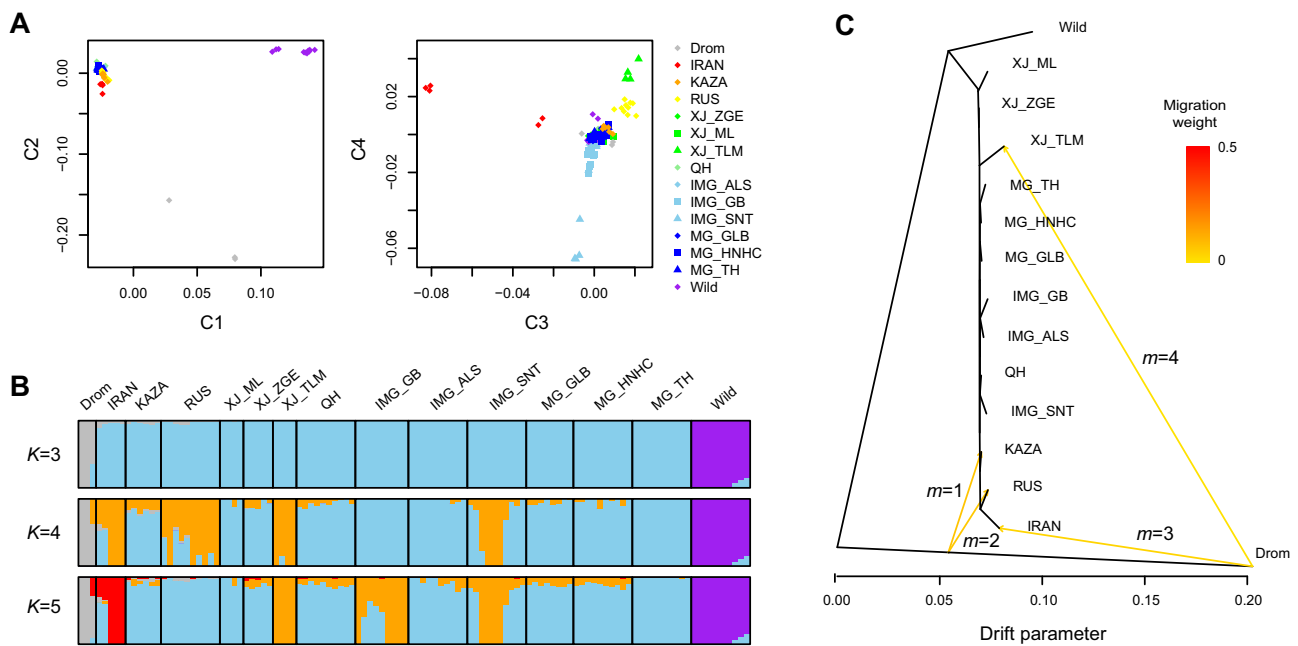 A
C2
0.00
−0.10
−0.20
0.00
0.05
0.10
C1
C4
0.02
−0.02
−0.06
−0.08
−0.04
0.00
C3
Drom
IRAN
KAZA
RUS
XJ_ZGE
XJ_ML
XJ_TLM
QH
IMG_ALS
IMG_GB
IMG_SNT
MG_GLB
MG_HNHC
MG_TH
Wild
B
Drom
IRAN
KAZA
RUS
XJ_ML
XJ_ZGE
XJ_TLM
QH
IMG_GB
IMG_ALS
IMG_SNT
MG_GLB
MG_HNHC
MG_TH
Wild
K=3
K=4
K=5
C
Wild
XJ_ML
XJ_ZGE
XJ_TLM
MG_TH
MG_HNHC
MG_GLB
IMG_GB
IMG_ALS
QH
IMG_SNT
KAZA
RUS
IRAN
Drom
m=1
m=2
m=3
m=4
Migration
weight
0.5
0
0.00
0.05
0.10
0.15
0.20
Drift parameter